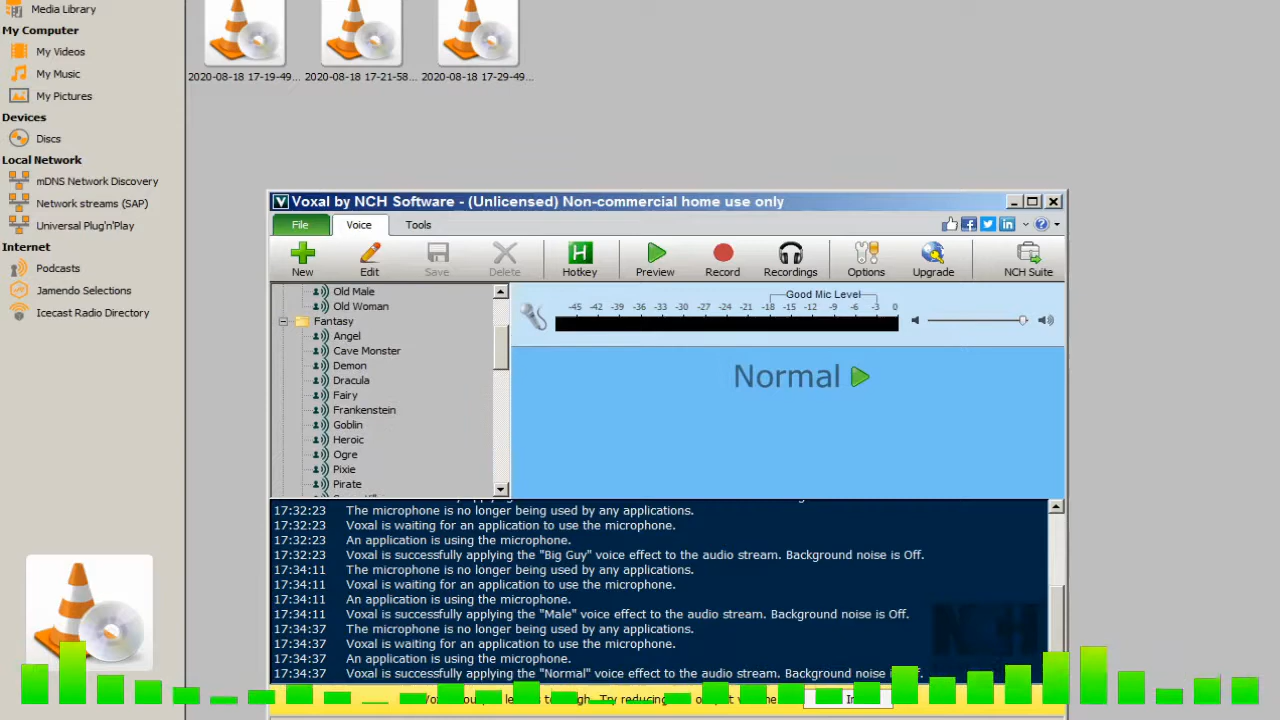 Media Library
My Computer
My Videos
My Music
My Pictures
Devices
Discs
Local Network
mDNS Network Discovery
Network streams (SAP)
Universal Plug'n'Play
Internet
Podcasts
Jamendo Selections
Icecast Radio Directory
2020-08-18 17-19-49...
2020-08-18 17-21-58...
2020-08-18 17-29-49...
Voxal by NCH Software - (Unlicensed) Non-commercial home use only
File
Voice
Tools
New
Edit
Save
Delete
Hotkey
Preview
Record
Recordings
Options
Upgrade
NCH Suite
Old Male
Old Woman
Fantasy
Angel
Cave Monster
Demon
Dracula
Fairy
Frankenstein
Goblin
Heroic
Ogre
Pixie
Pirate
Good Mic Level
-45 -42 -39 -36 -33 -30 -27 -24 -21 -18 -15 -12 -9 -6 -3 0
Normal
17:32:23 The microphone is no longer being used by any applications.
17:32:23 Voxal is waiting for an application to use the microphone.
17:32:23 An application is using the microphone.
17:32:23 Voxal is successfully applying the "Big Guy" voice effect to the audio stream. Background noise is Off.
17:34:11 The microphone is no longer being used by any applications.
17:34:11 Voxal is waiting for an application to use the microphone.
17:34:11 An application is using the microphone.
17:34:11 Voxal is successfully applying the "Male" voice effect to the audio stream. Background noise is Off.
17:34:37 The microphone is no longer being used by any applications.
17:34:37 Voxal is waiting for an application to use the microphone.
17:34:37 An application is using the microphone.
17:34:37 Voxal is successfully applying the "Normal" voice effect to the audio stream. Background noise
NCH
Try reducing